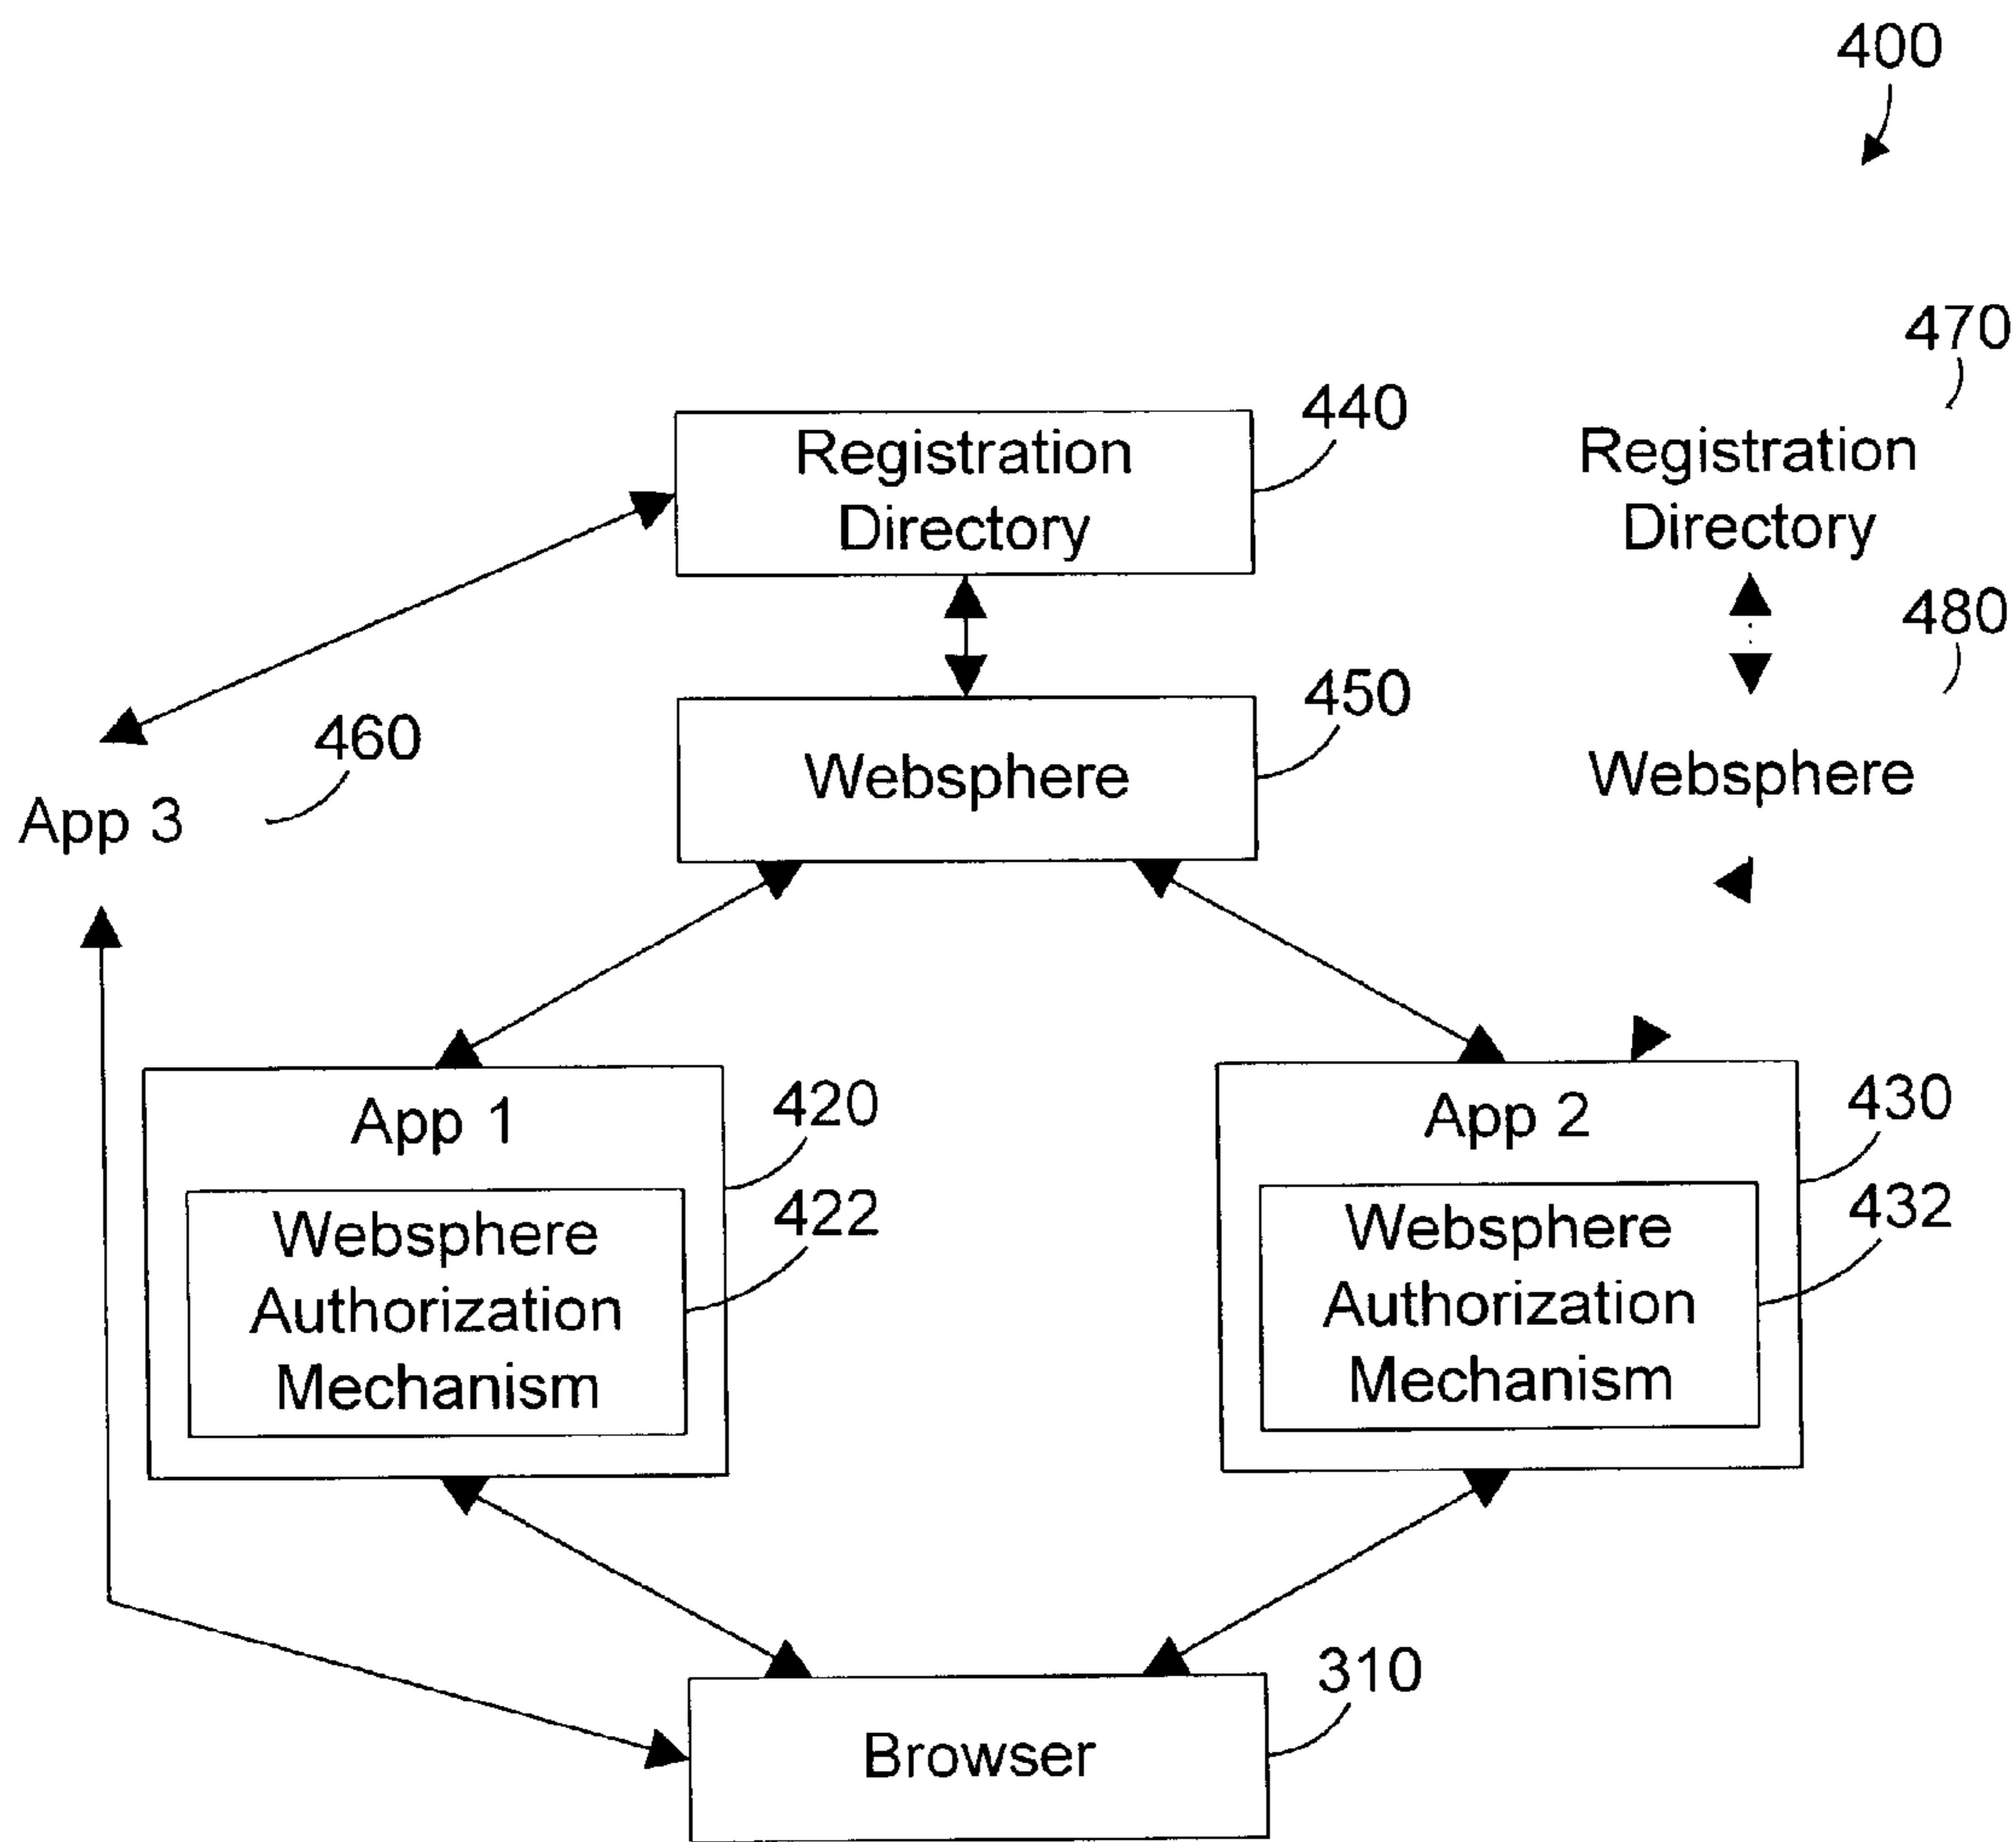 400
470
440
Registration
Directory
Registration
Directory
480
450
460
Websphere
Websphere
App 3
App 1
420
App 2
430
422
432
Websphere
Authorization
Mechanism
Websphere
Authorization
Mechanism
310
Browser